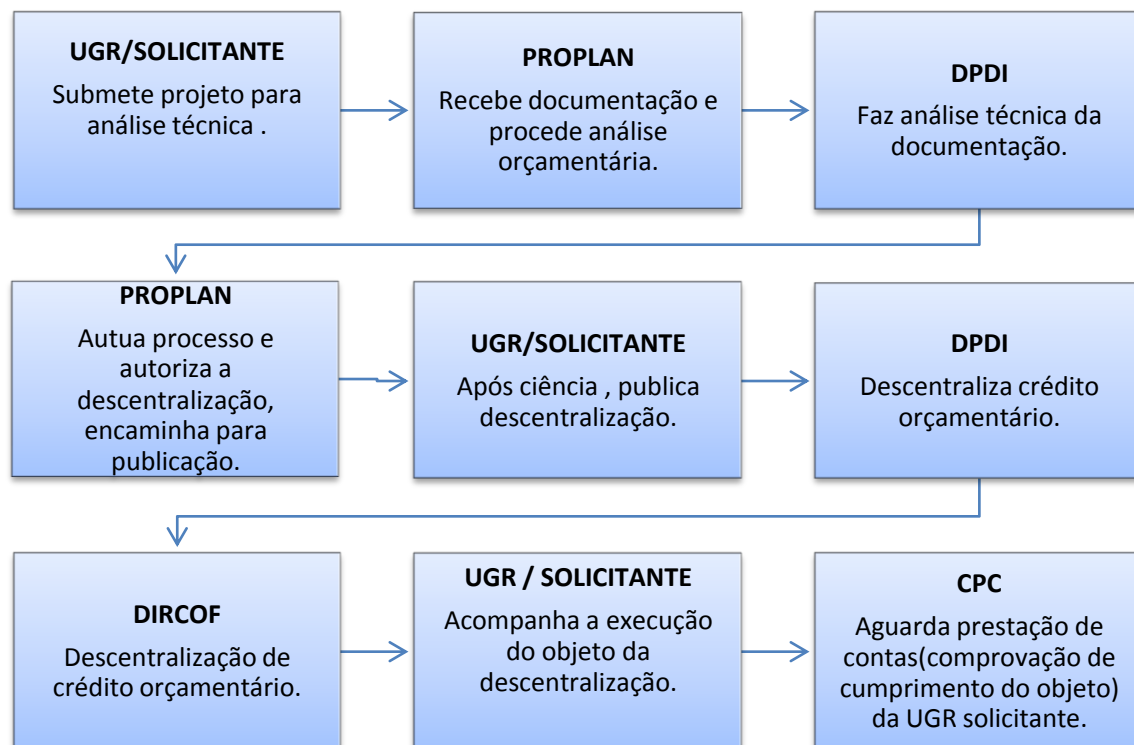 UGR/SOLICITANTE
Submete projeto para
análise técnica .
PROPLAN
Recebe documentação e
procede análise
orçamentária.
DPDI
Faz análise técnica da
documentação.
PROPLAN
Autua processo e
autoriza a
descentralização,
encaminha para
publicação.
UGR/SOLICITANTE
Após ciência , publica
descentralização.
DPDI
Descentraliza crédito
orçamentário.
DIRCOF
Descentralização de
crédito orçamentário.
UGR / SOLICITANTE
Acompanha a execução
do objeto da
descentralização.
CPC
Aguarda prestação de
contas(comprovação de
cumprimento do objeto)
da UGR solicitante.